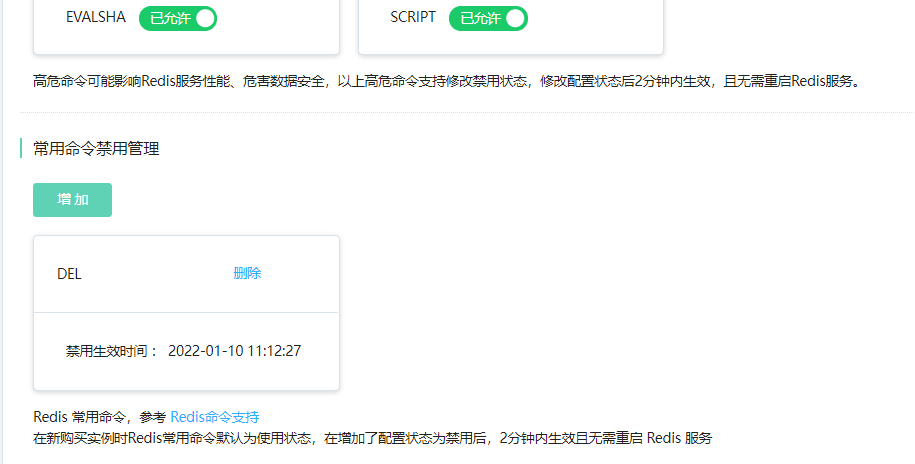 EVALSHA 已允许 SCRIPT 已允许
高危命令可能影响Redis服务性能、危害数据安全，以上高危命令支持修改禁用状态，修改配置状态后2分钟内生效，且无需重启Redis服务。
常用命令禁用管理
增 加
DEL 删除
禁用生效时间： 2022-01-10 11:12:27
Redis 常用命令，参考 Redis命令支持
在新购买实例时Redis常用命令默认为使用状态，在增加了配置状态为禁用后，2分钟内生效且无需重启 Redis 服务